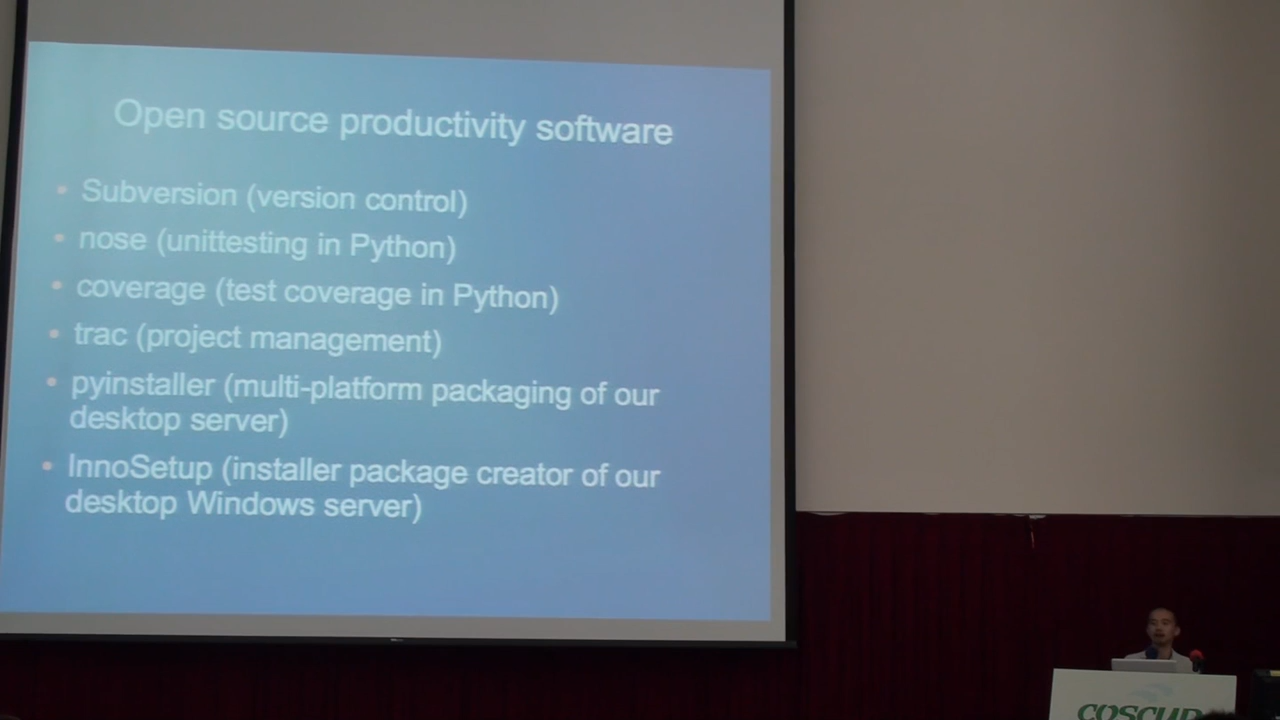 Open source productivity software
• Subversion (version control)
• nose (unittesting in Python)
• coverage (test coverage in Python)
• trac (project management)
• pyinstaller (multi-platform packaging of our
desktop server)
• InnoSetup (installer package creator of our
desktop Windows server)
COSCUP